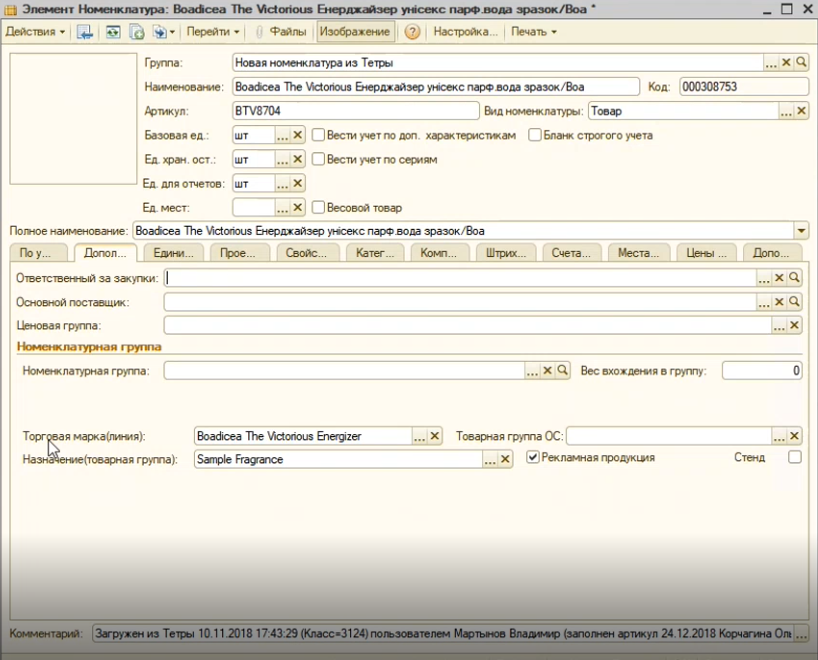 Элемент Номенклатура: Boadicea The Victorious Енерджайзер унісекс парф.вода зразок/Boa *
Действия Перейти Файлы Изображение Настройка... Печать
Группа: Новая номенклатура из Тетры
Наименование: Boadicea The Victorious Енерджайзер унісекс парф.вода зразок/Boa Код: 000308753
Артикул: BTV8704 Вид номенклатуры: Товар
Базовая ед.: шт Вести учет по доп. характеристикам Бланк строгого учета
Ед. хран. ост.: шт Вести учет по сериям
Ед. для отчетов: шт
Ед. мест: Весовой товар
Полное наименование: Boadicea The Victorious Енерджайзер унісекс парф.вода зразок/Boa
По у... Допол... Едини... Прое... Свойс... Катег... Комп... Штрих... Счета... Места... Цены ... Допо...
Ответственный за закупки:
Основной поставщик:
Ценовая группа:
Номенклатурная группа
Номенклатурная группа: Вес вхождения в группу: 0
Торговая марка(линия): Boadicea The Victorious Energizer Товарная группа ОС:
Назначение(товарная группа): Sample Fragrance Рекламная продукция Стенд
Комментарий: Загружен из Тетры 10.11.2018 17:43:29 (Класс=3124) пользователем Мартынов Владимир (заполнен артикул 24.12.2018 Корчагина Оль